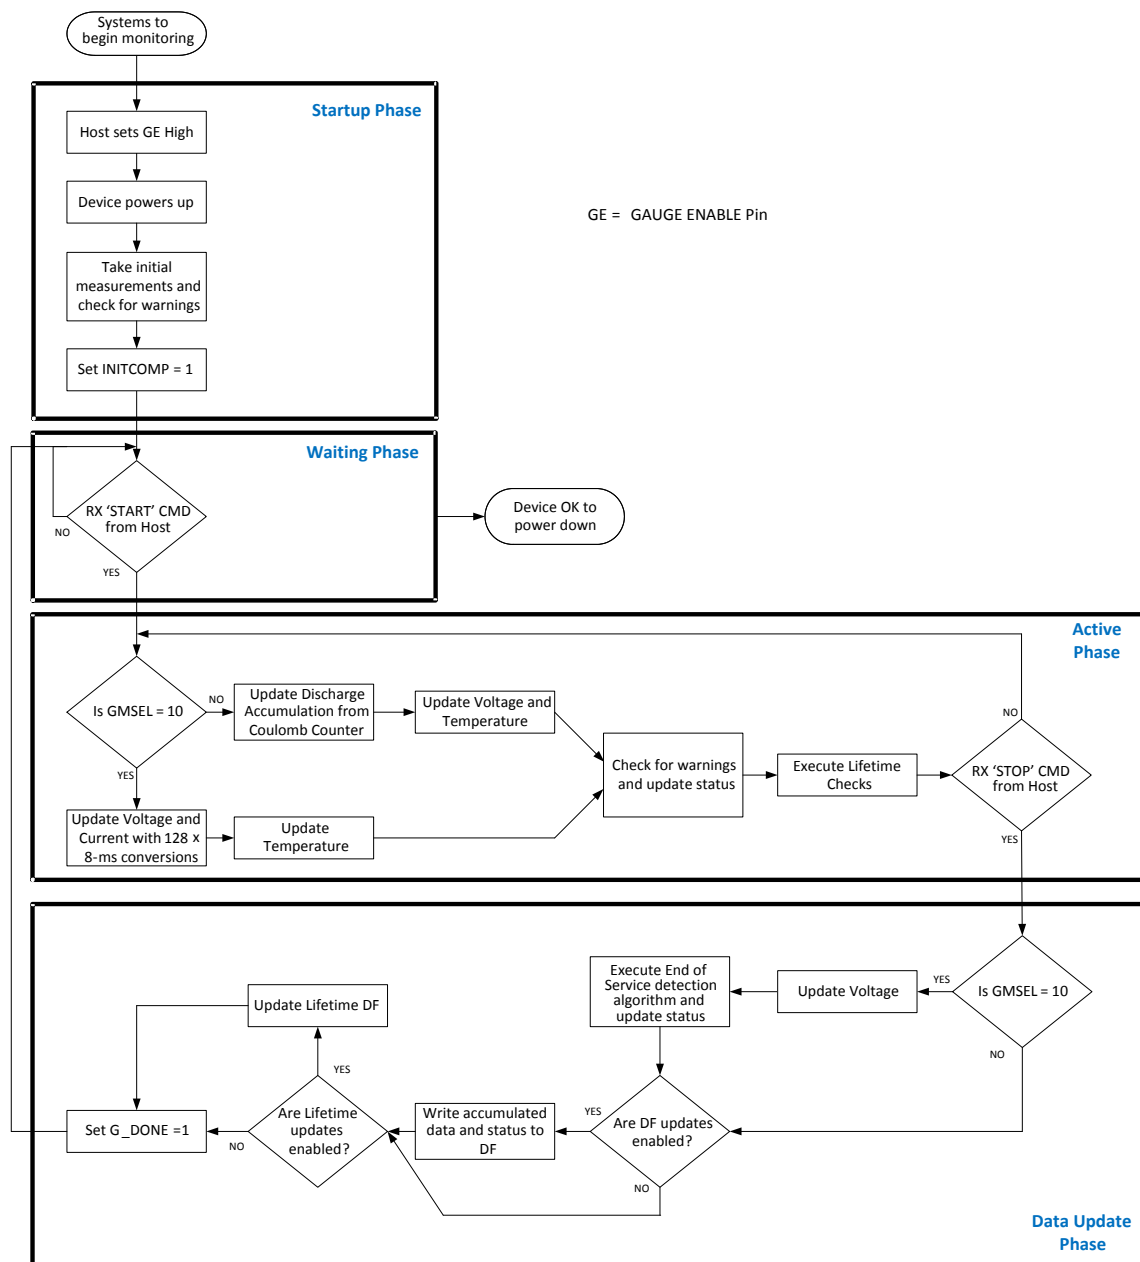 Systems to
begin monitoring
Startup Phase
Host sets GE High
Device powers up
GE = GAUGE ENABLE Pin
Take initial
measurements and
check for warnings
Set INITCOMP = 1
Waiting Phase
RX ‘START’ CMD
from Host
NO
YES
Device OK to
power down
Active
Phase
Is GMSEL = 10
NO
YES
Update Discharge
Accumulation from
Coulomb Counter
Update Voltage and
Temperature
Update Voltage and
Current with 128 x
8-ms conversions
Update
Temperature
Check for warnings
and update status
Execute Lifetime
Checks
RX ‘STOP’ CMD
from Host
NO
YES
Is GMSEL = 10
YES
NO
Update Voltage
Execute End of
Service detection
algorithm and
update status
Are DF updates
enabled?
YES
NO
Write accumulated
data and status to
DF
Are Lifetime
updates
enabled?
YES
NO
Update Lifetime DF
Set G_DONE =1
Data Update
Phase